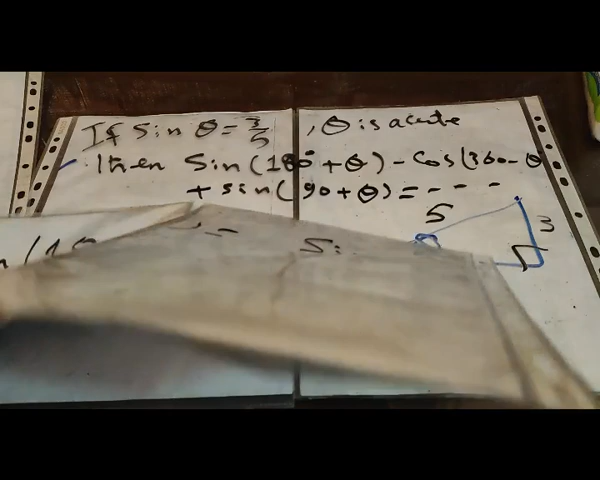 If Sin θ = 3/5 , θ is acute
then Sin(180° + θ) - Cos(360 - θ
+ sin(90 + θ) = - - - -
5
3